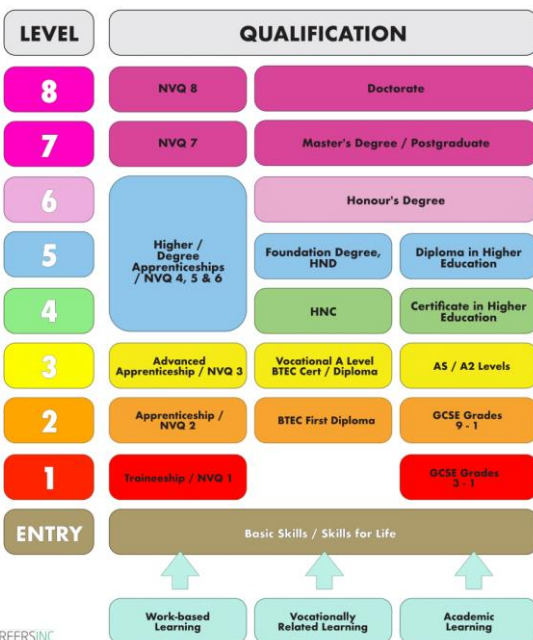 LEVEL
QUALIFICATION
8
NVQ 8
Doctorate
7
NVQ 7
Master's Degree / Postgraduate
6
Honour's Degree
Higher /
Degree
Apprenticeships
/ NVQ 4, 5 & 6
5
Foundation Degree,
HND
Diploma in Higher
Education
4
HNC
Certificate in Higher
Education
3
Advanced
Apprenticeship / NVQ 3
Vocational A Level
BTEC Cert / Diploma
AS / A2 Levels
2
Apprenticeship /
NVQ 2
BTEC First Diploma
GCSE Grades
9 - 1
1
Traineeship / NVQ 1
GCSE Grades
3 - 1
ENTRY
Basic Skills / Skills for Life
Work-based
Learning
Vocationally
Related Learning
Academic
Learning
REERSINC